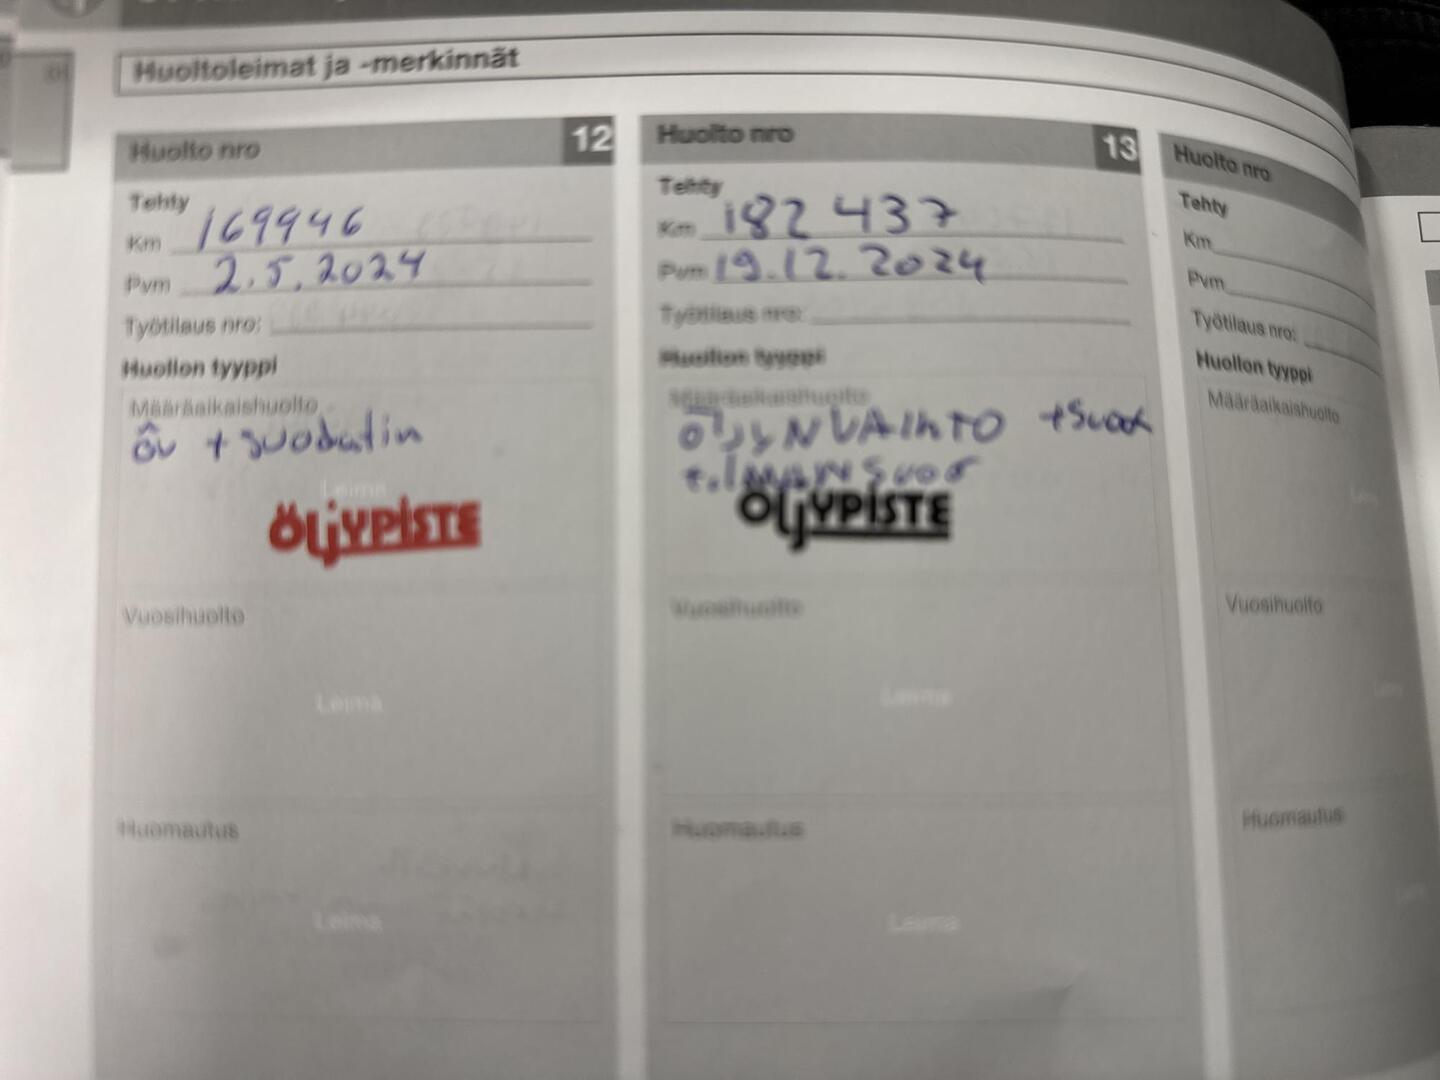 Huoltoleimat ja -merkinnät
Huolto nro 12
Tehty
Km 169946
Pvm 2.5.2024
Työtilaus nro:
Huollon tyyppi
Määräaikaishuolto
öv + suodatin
Leima
ÖLJYPISTE
Vuosihuolto
Leima
Huomautus
Leima
Huolto nro 13
Tehty
Km 182 437
Pvm 19.12.2024
Työtilaus nro:
Huollon tyyppi
Määräaikaishuolto
ÖLJYNVAIHTO + suod
ÖLJYPISTE
Vuosihuolto
Leima
Huomautus
Leima
Huolto nro
Tehty
Km
Pvm
Työtilaus nro:
Huollon tyyppi
Määräaikaishuolto
Vuosihuolto
Huomautus